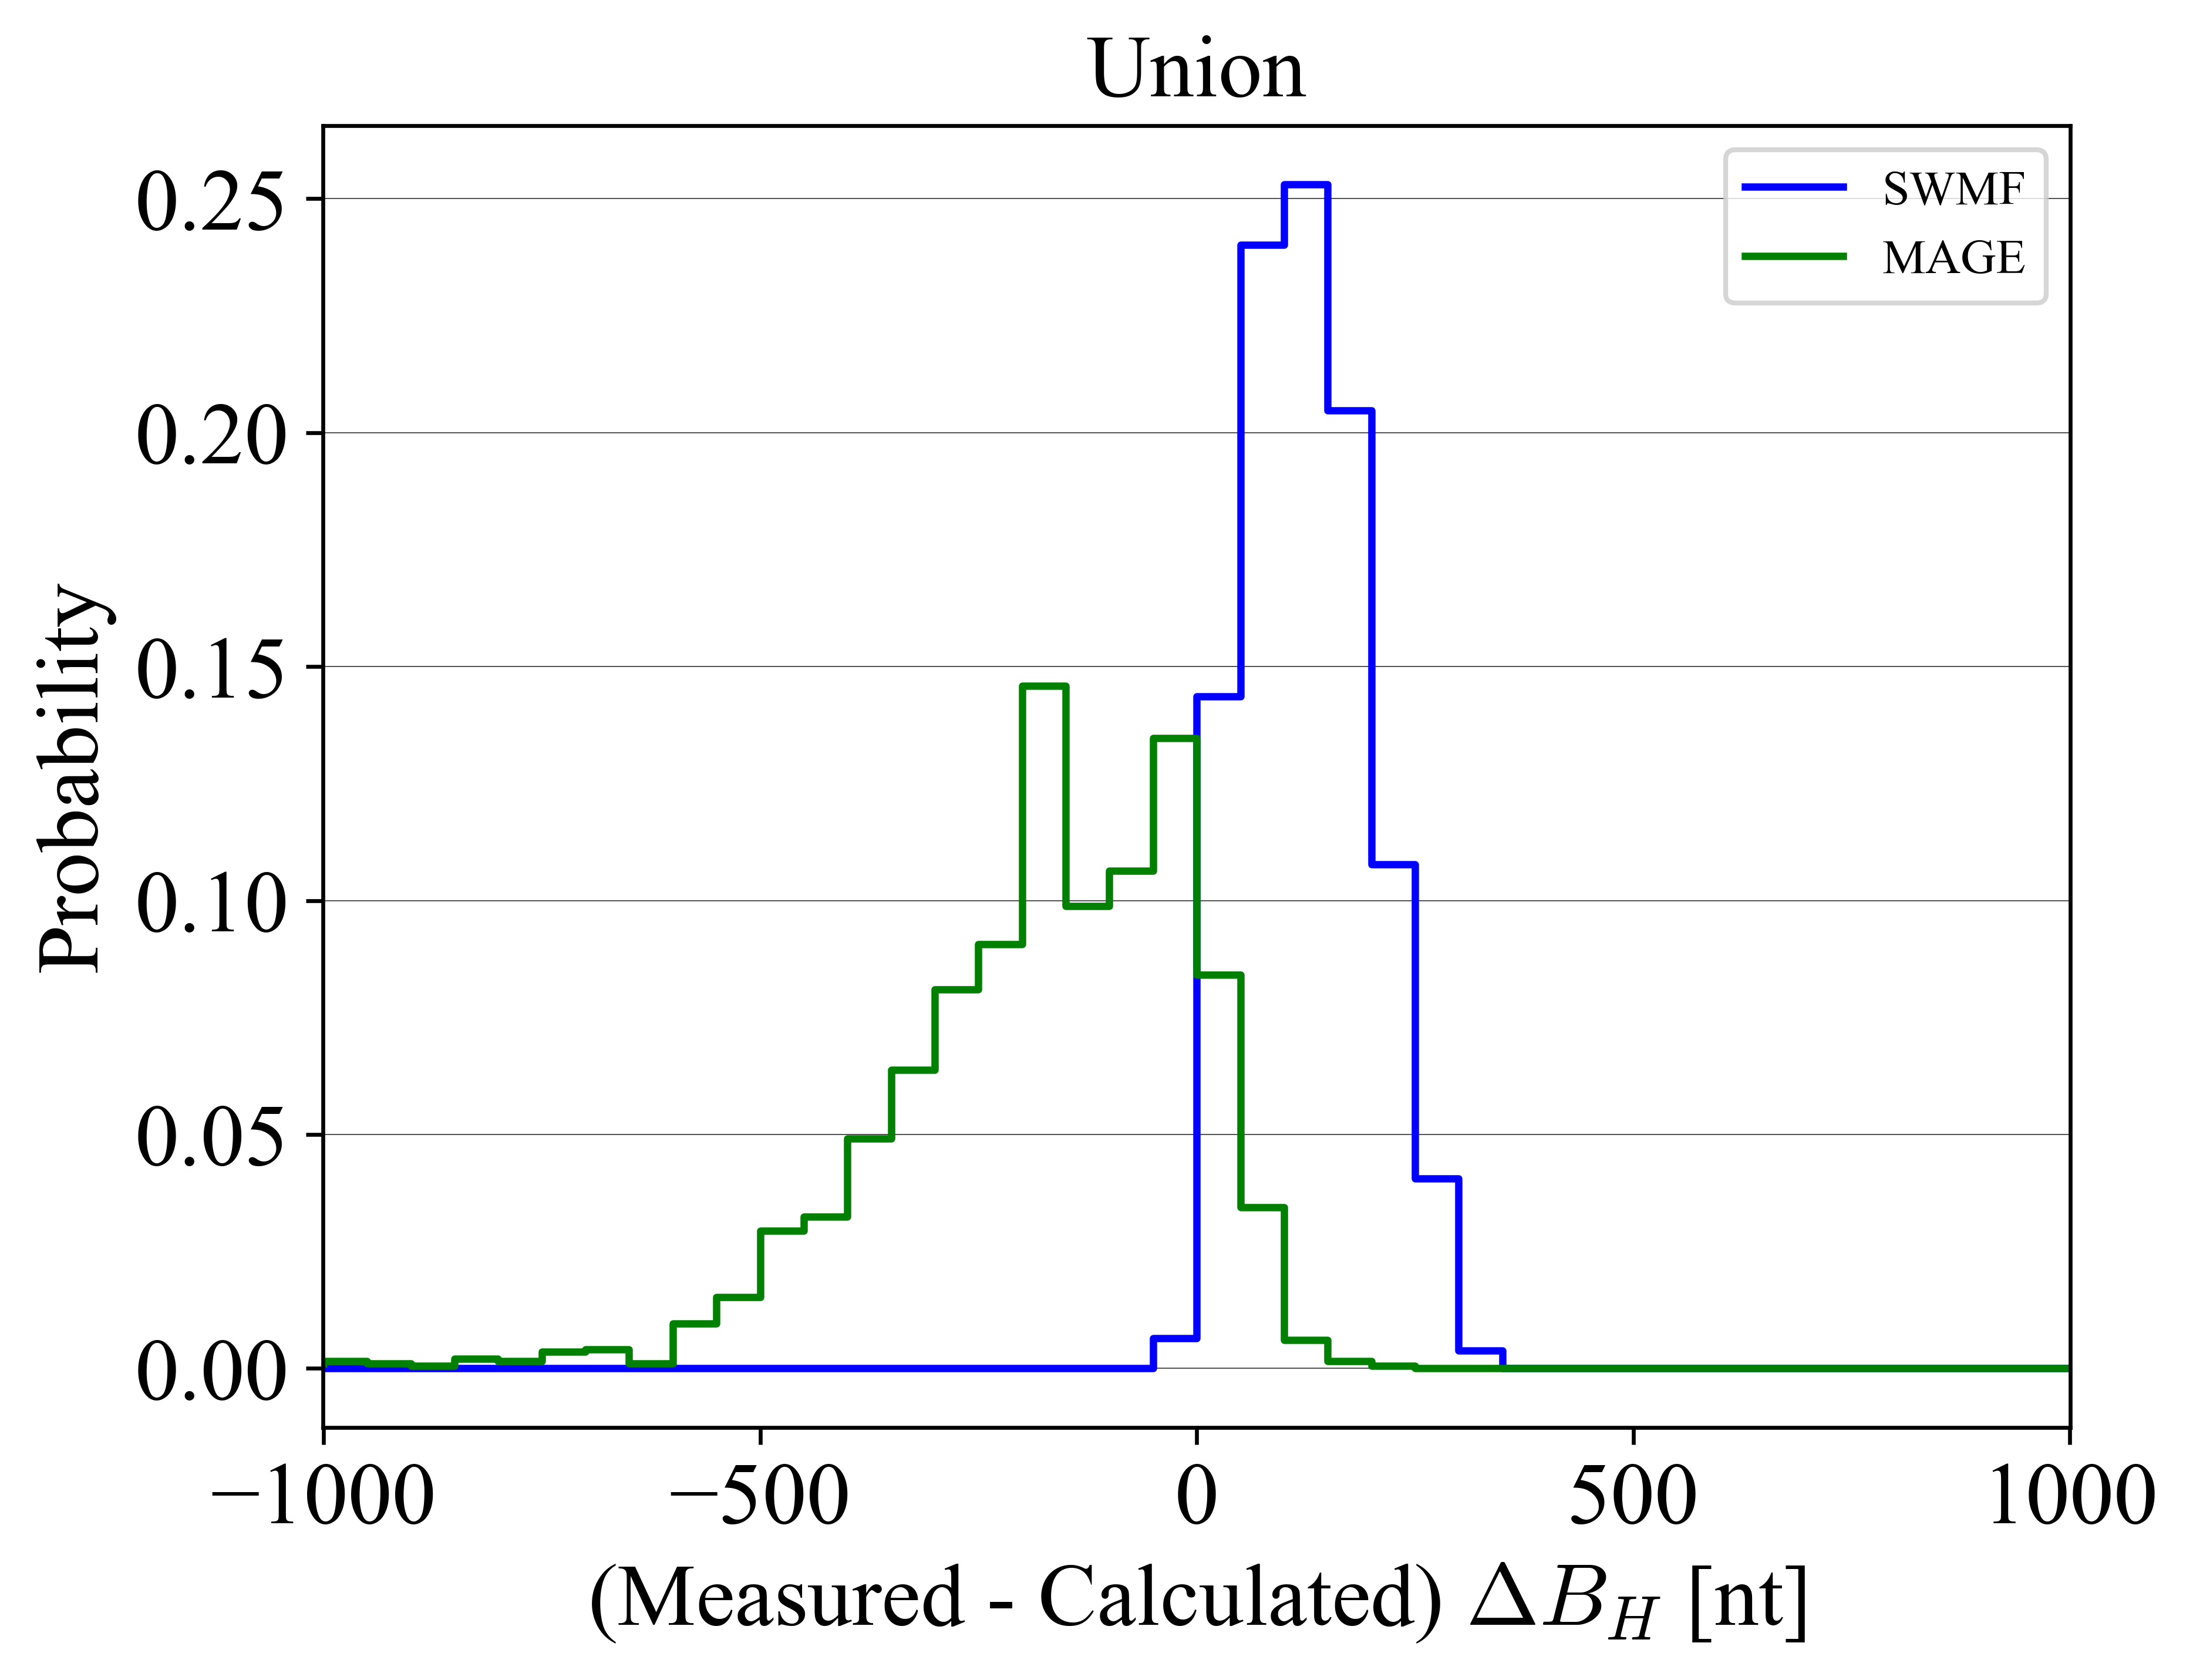 Union
0.25
0.20
0.15
0.10
0.05
0.00
Probability
SWMF
MAGE
−1000
−500
0
500
1000
(Measured - Calculated) Δ𝐵_𝐻 [nt]